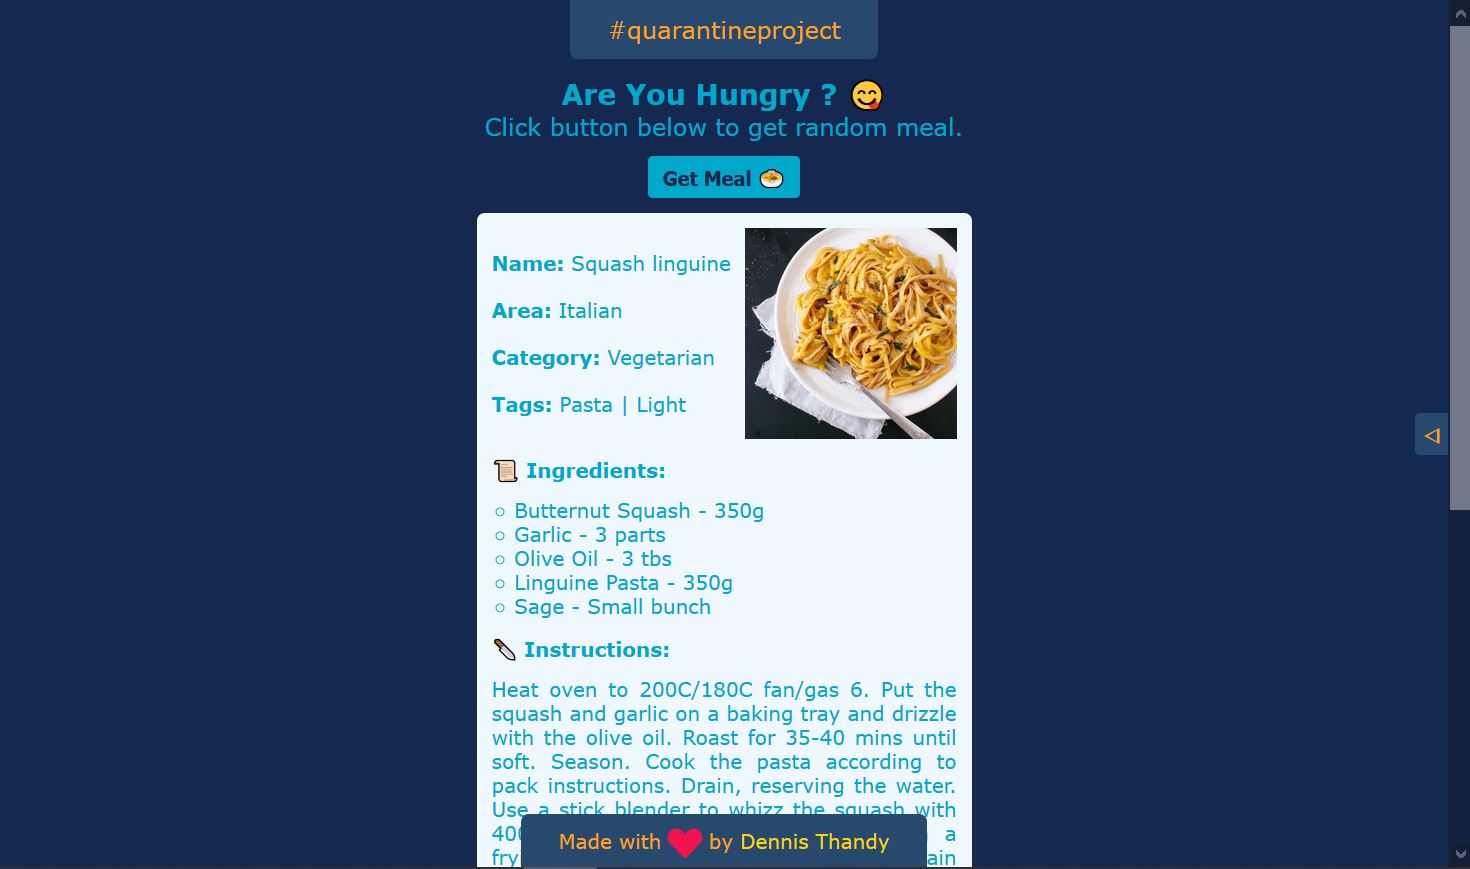 #quarantineproject
Are You Hungry ? 😋
Click button below to get random meal.
Get Meal 🍲
Name: Squash linguine
Area: Italian
Category: Vegetarian
Tags: Pasta | Light
📜 Ingredients:
○ Butternut Squash - 350g
○ Garlic - 3 parts
○ Olive Oil - 3 tbs
○ Linguine Pasta - 350g
○ Sage - Small bunch
🔪 Instructions:
Heat oven to 200C/180C fan/gas 6. Put the
squash and garlic on a baking tray and drizzle
with the olive oil. Roast for 35-40 mins until
soft. Season. Cook the pasta according to
pack instructions. Drain, reserving the water.
Use a stick blender to whizz the squash with
a
Made with ❤ by Dennis Thandy